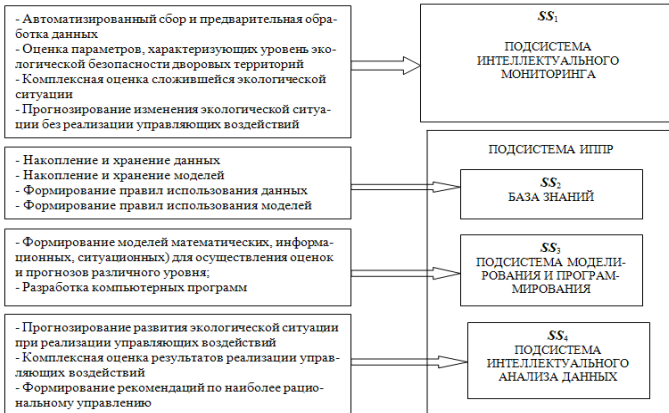 - Автоматизированный сбор и предварительная обра-
ботка данных
- Оценка параметров, характеризующих уровень эко-
логической безопасности дворовых территорий
- Комплексная оценка сложившейся экологической
ситуации
- Прогнозирование изменения экологической ситуа-
ции без реализации управляющих воздействий
SS1
ПОДСИСТЕМА
ИНТЕЛЛЕКТУАЛЬНОГО
МОНИТОРИНГА
ПОДСИСТЕМА ИППР
- Накопление и хранение данных
- Накопление и хранение моделей
- Формирование правил использования данных
- Формирование правил использования моделей
SS2
БАЗА ЗНАНИЙ
- Формирование моделей математических, информа-
ционных, ситуационных) для осуществления оценок
и прогнозов различного уровня;
- Разработка компьютерных программ
SS3
ПОДСИСТЕМА МОДЕЛИ-
РОВАНИЯ И ПРОГРАМ-
МИРОВАНИЯ
- Прогнозирование развития экологической ситуации
при реализации управляющих воздействий
- Комплексная оценка результатов реализации управ-
ляющих воздействий
- Формирование рекомендаций по наиболее рацио-
нальному управлению
SS4
ПОДСИСТЕМА
ИНТЕЛЛЕКТУАЛЬНОГО
АНАЛИЗА ДАННЫХ